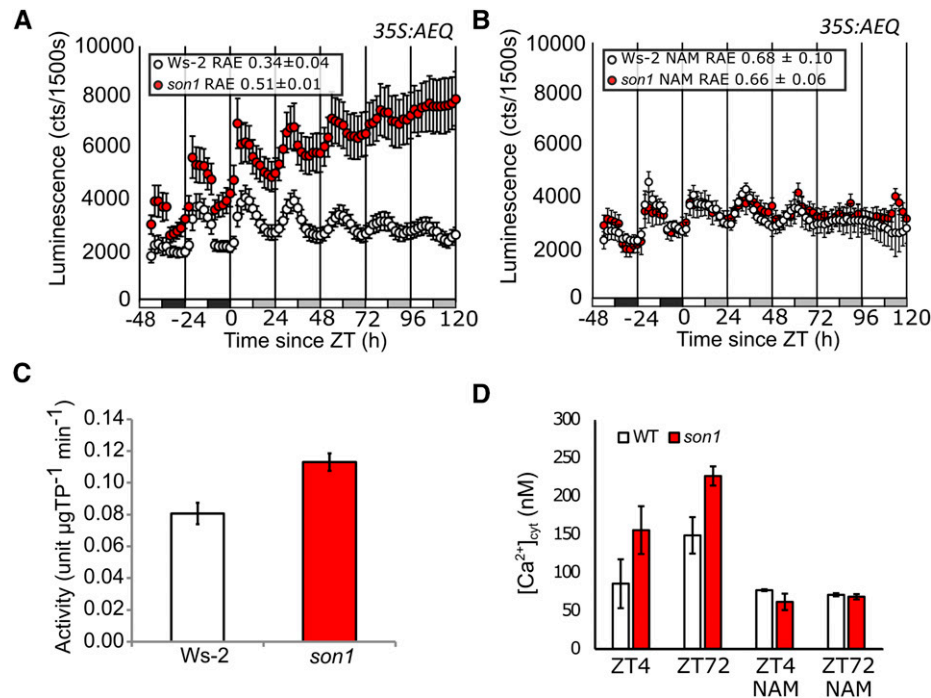 A
35S:AEQ
Luminescence (cts/1500s)
10000
8000
6000
4000
2000
0
Ws-2 RAE 0.34±0.04
son1 RAE 0.51±0.01
-48 -24 0 24 48 72 96 120
Time since ZT (h)
B
35S:AEQ
Luminescence (cts/1500s)
10000
8000
6000
4000
2000
0
Ws-2 NAM RAE 0.68 ± 0.10
son1 NAM RAE 0.66 ± 0.06
-48 -24 0 24 48 72 96 120
Time since ZT (h)
C
Activity (unit µgTP⁻¹ min⁻¹)
0.14
0.12
0.10
0.08
0.06
0.04
0.02
0.00
Ws-2 son1
D
[Ca²⁺]cyt (nM)
300
250
200
150
100
50
0
WT son1
ZT4 ZT72 ZT4 ZT72
NAM NAM